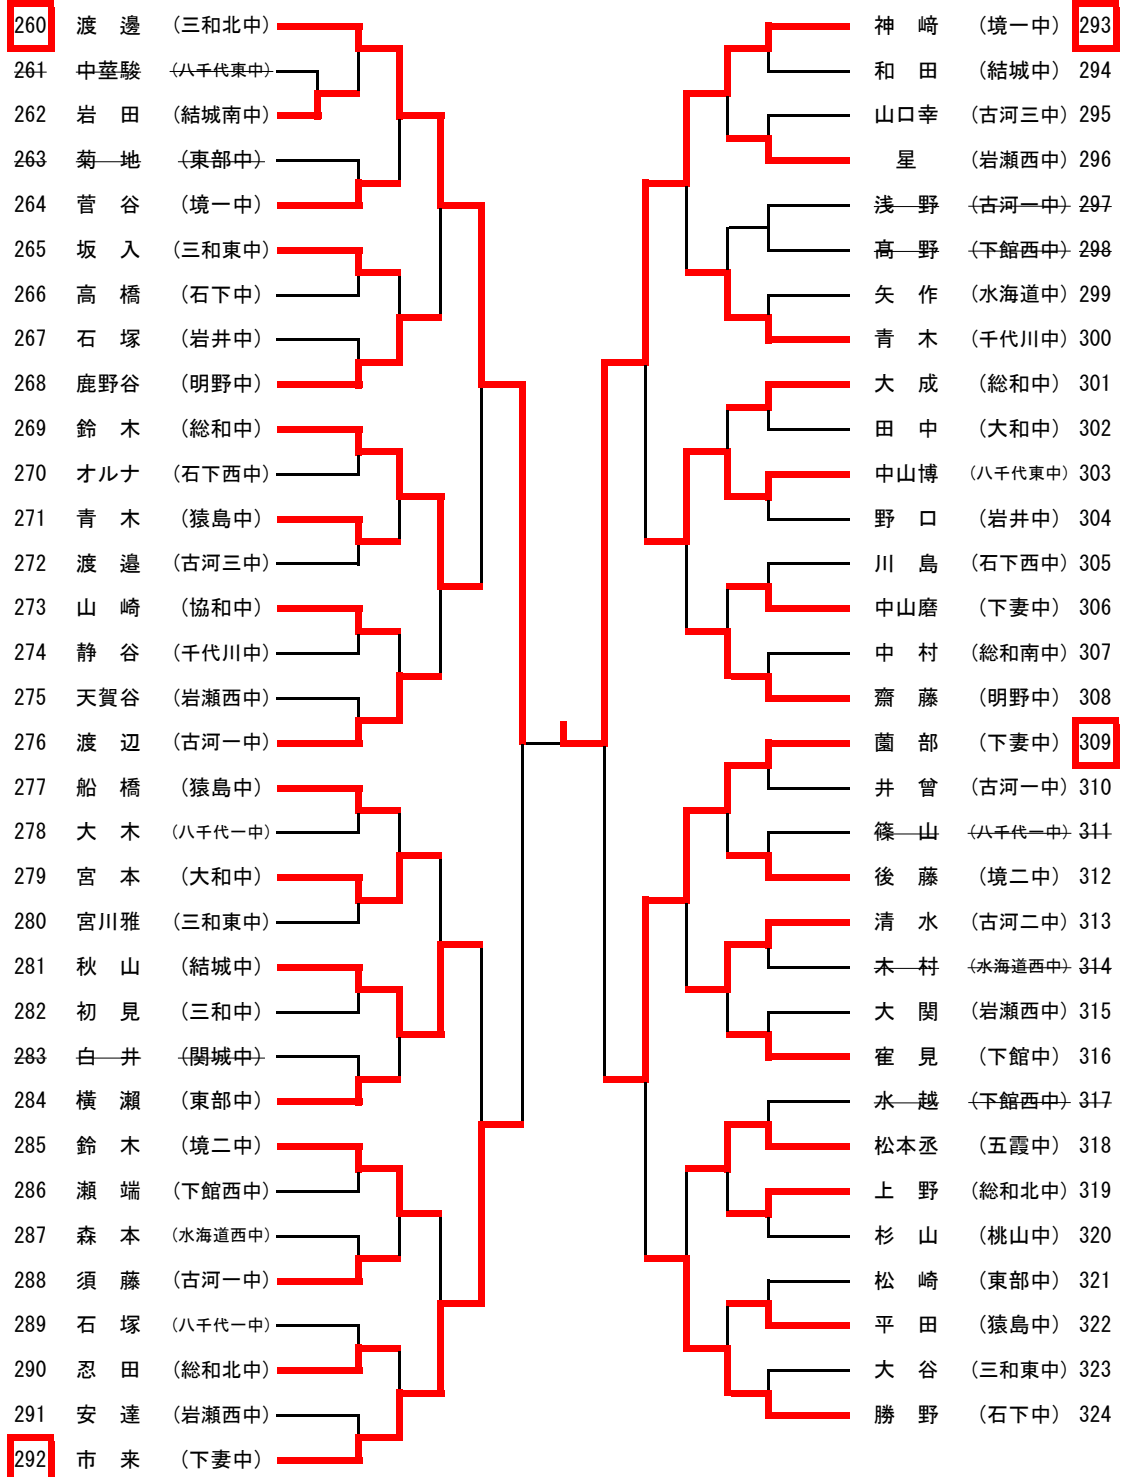 260 渡 邊 (三和北中)
261 中莖駿 (八千代東中)
262 岩 田 (結城南中)
263 菊 地 (東部中)
264 菅 谷 (境一中)
265 坂 入 (三和東中)
266 高 橋 (石下中)
267 石 塚 (岩井中)
268 鹿野谷 (明野中)
269 鈴 木 (総和中)
270 オルナ (石下西中)
271 青 木 (猿島中)
272 渡 邉 (古河三中)
273 山 崎 (協和中)
274 静 谷 (千代川中)
275 天賀谷 (岩瀬西中)
276 渡 辺 (古河一中)
277 船 橋 (猿島中)
278 大 木 (八千代一中)
279 宮 本 (大和中)
280 宮川雅 (三和東中)
281 秋 山 (結城中)
282 初 見 (三和中)
283 白 井 (関城中)
284 横 瀬 (東部中)
285 鈴 木 (境二中)
286 瀬 端 (下館西中)
287 森 本 (水海道西中)
288 須 藤 (古河一中)
289 石 塚 (八千代一中)
290 忍 田 (総和北中)
291 安 達 (岩瀬西中)
292 市 来 (下妻中)
神 﨑 (境一中) 293
和 田 (結城中) 294
山口幸 (古河三中) 295
星 (岩瀬西中) 296
浅 野 (古河一中) 297
髙 野 (下館西中) 298
矢 作 (水海道中) 299
青 木 (千代川中) 300
大 成 (総和中) 301
田 中 (大和中) 302
中山博 (八千代東中) 303
野 口 (岩井中) 304
川 島 (石下西中) 305
中山磨 (下妻中) 306
中 村 (総和南中) 307
齋 藤 (明野中) 308
薗 部 (下妻中) 309
井 曾 (古河一中) 310
篠 山 (八千代一中) 311
後 藤 (境二中) 312
清 水 (古河二中) 313
木 村 (水海道西中) 314
大 関 (岩瀬西中) 315
寉 見 (下館中) 316
水 越 (下館西中) 317
松本丞 (五霞中) 318
上 野 (総和北中) 319
杉 山 (桃山中) 320
松 崎 (東部中) 321
平 田 (猿島中) 322
大 谷 (三和東中) 323
勝 野 (石下中) 324